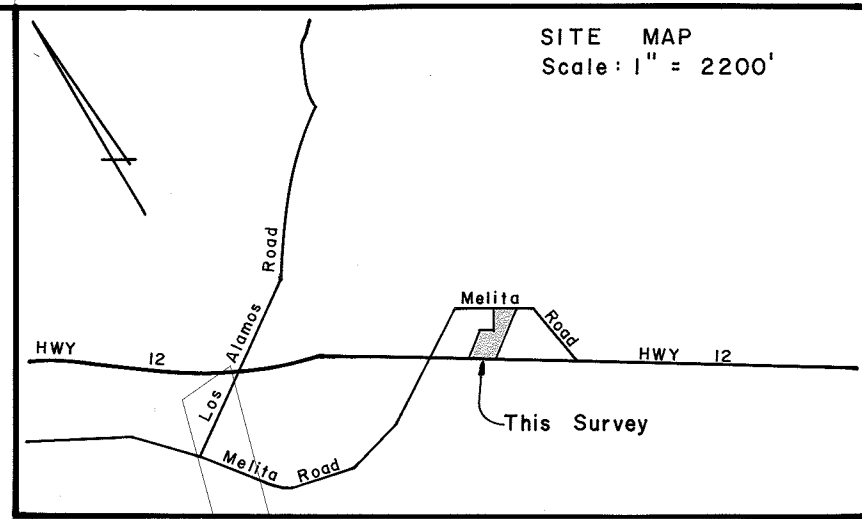 SITE MAP
Scale: 1" = 2200'
Los Alamos Road
Melita Road
HWY 12
HWY 12
This Survey
Melita Road